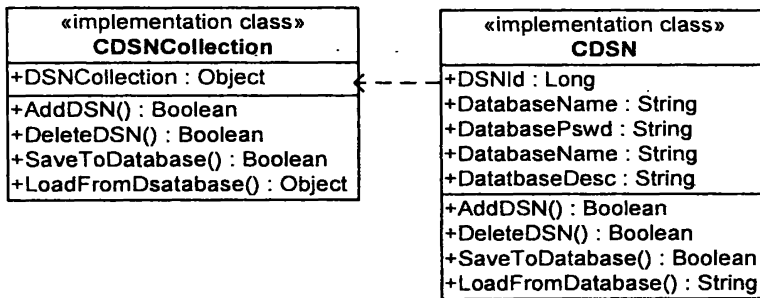 «implementation class»
CDSNCollection
+DSNCollection : Object
+AddDSN() : Boolean
+DeleteDSN() : Boolean
+SaveToDatabase() : Boolean
+LoadFromDsatabase() : Object
«implementation class»
CDSN
+DSNId : Long
+DatabaseName : String
+DatabasePswd : String
+DatabaseName : String
+DatatbaseDesc : String
+AddDSN() : Boolean
+DeleteDSN() : Boolean
+SaveToDatabase() : Boolean
+LoadFromDatabase() : String